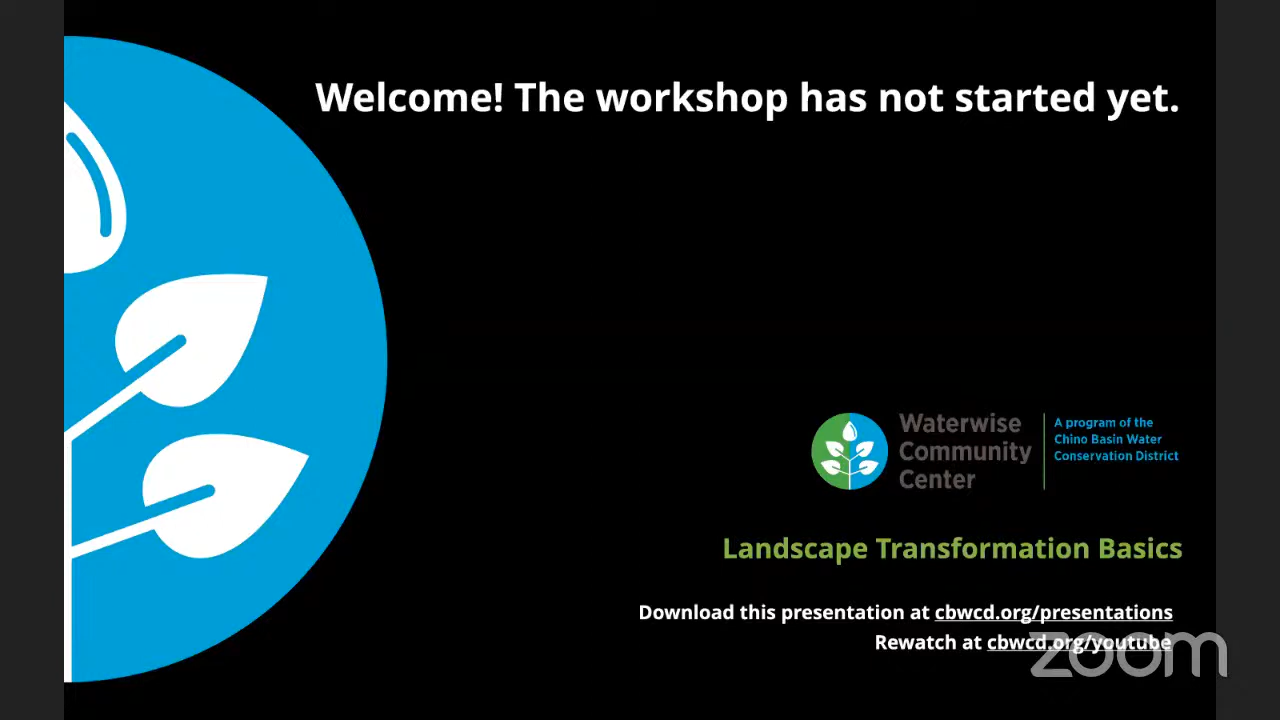 Welcome! The workshop has not started yet.
Waterwise
Community
Center
A program of the
Chino Basin Water
Conservation District
Landscape Transformation Basics
Download this presentation at cbwcd.org/presentations
Rewatch at cbwcd.org/youtube
zoom